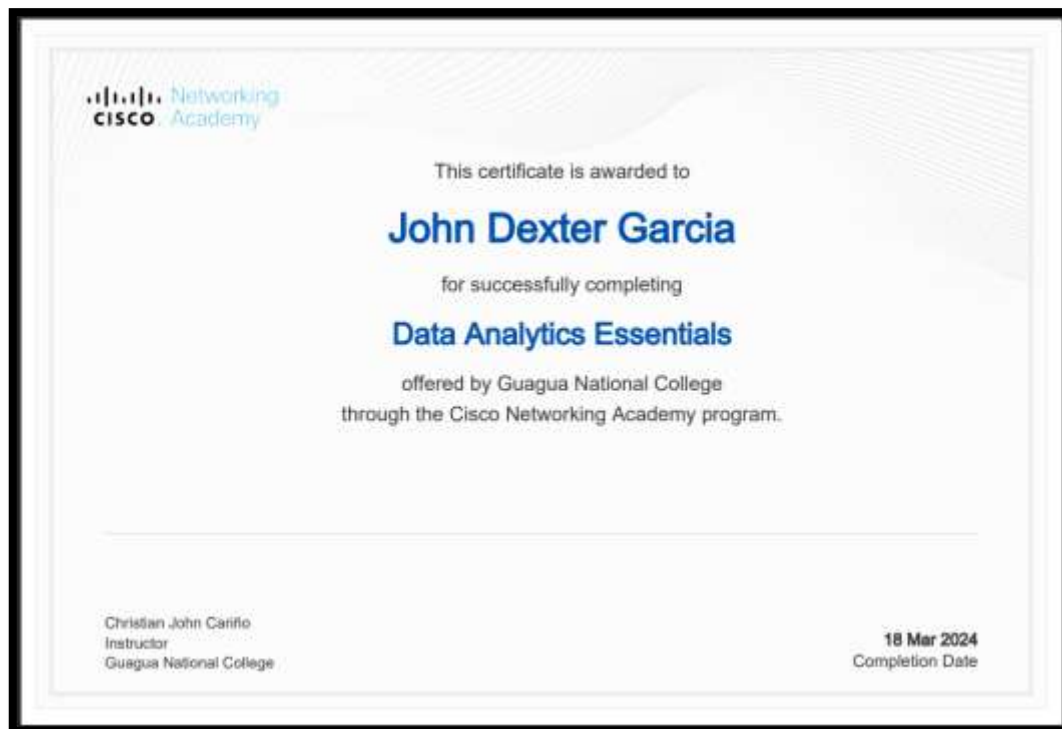 Networking
CISCO Academy
This certificate is awarded to
John Dexter Garcia
for successfully completing
Data Analytics Essentials
offered by Guagua National College
through the Cisco Networking Academy program.
Christian John Cariño
Instructor
Guagua National College
18 Mar 2024
Completion Date